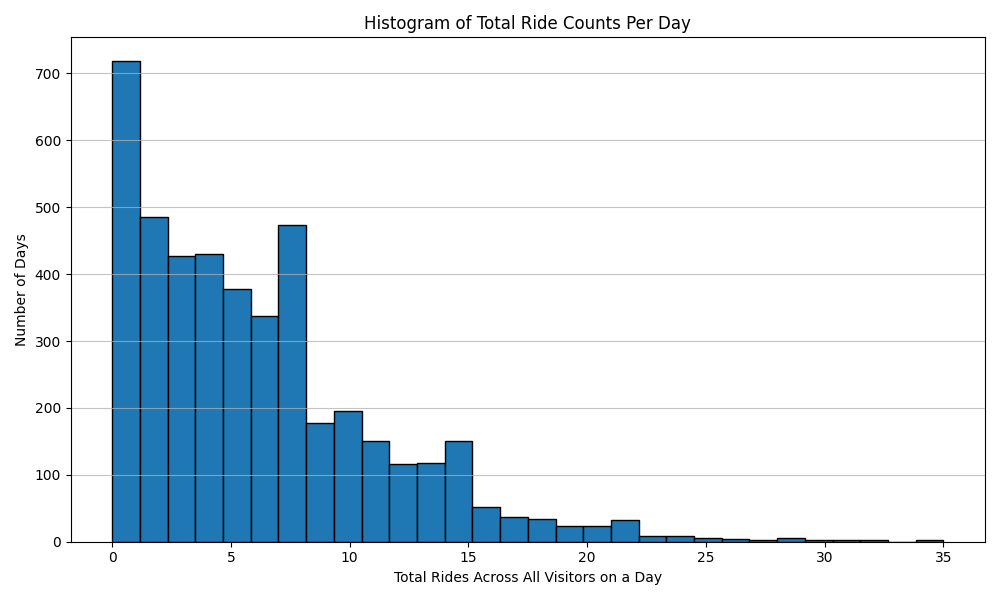 Histogram of Total Ride Counts Per Day
Number of Days
700
600
500
400
300
200
100
0
0 5 10 15 20 25 30 35
Total Rides Across All Visitors on a Day